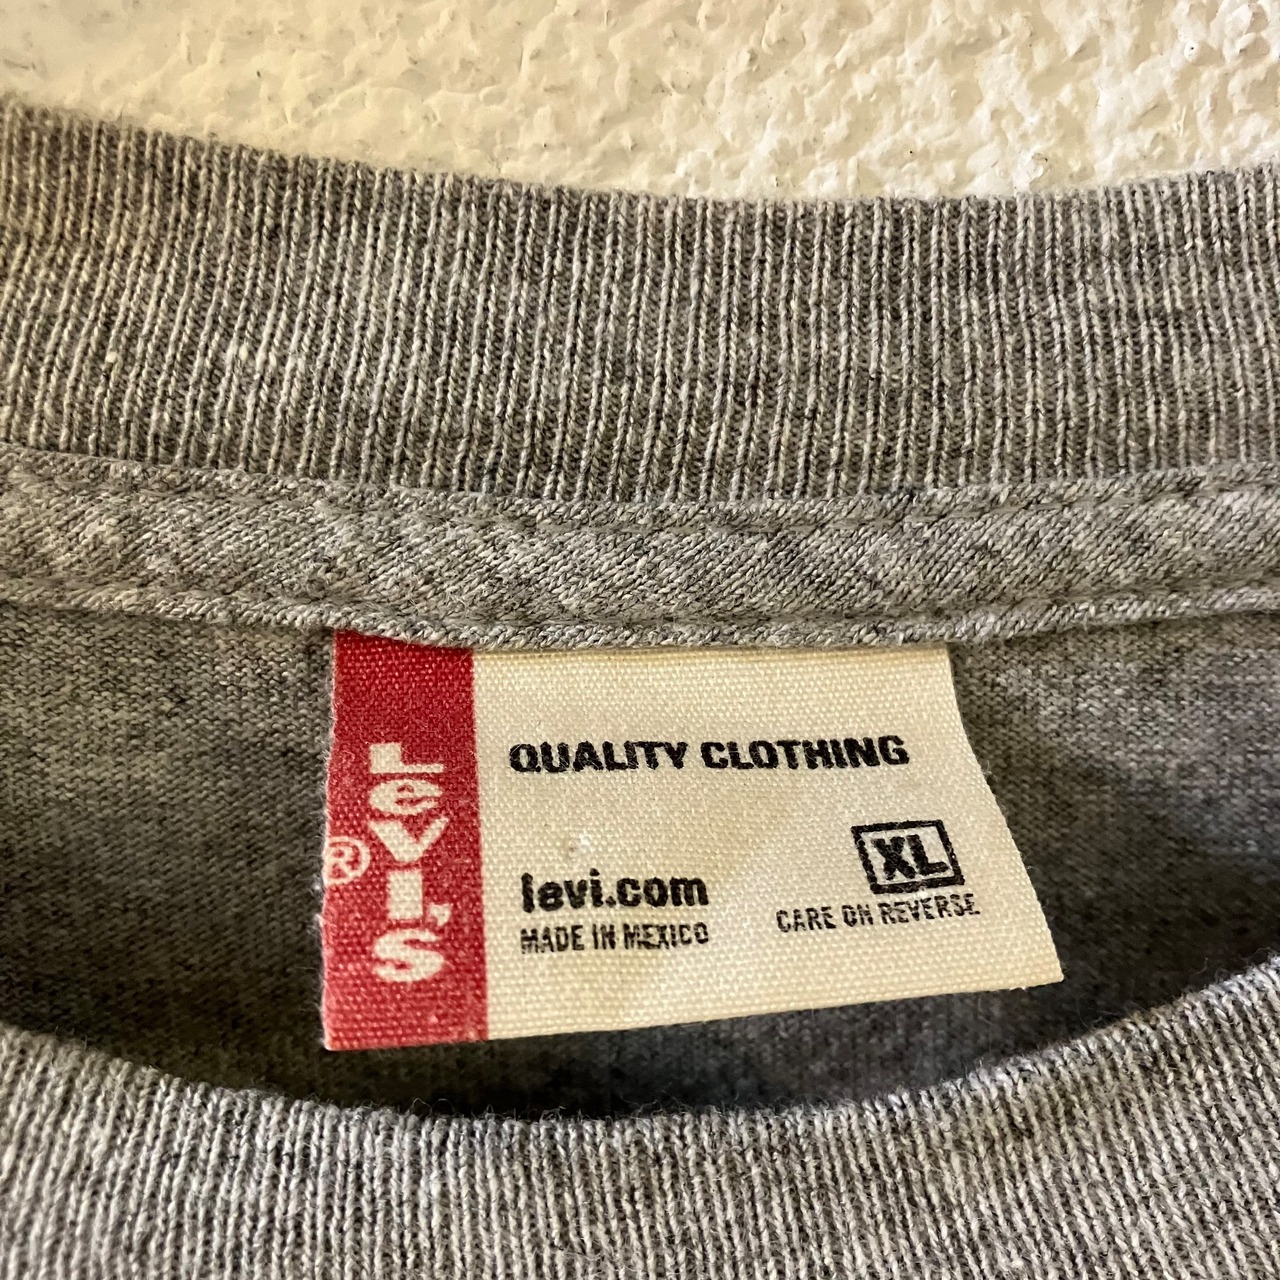 LeVI'S
®
QUALITY CLOTHING
levi.com
MADE IN MEXICO
XL
CARE ON REVERSE